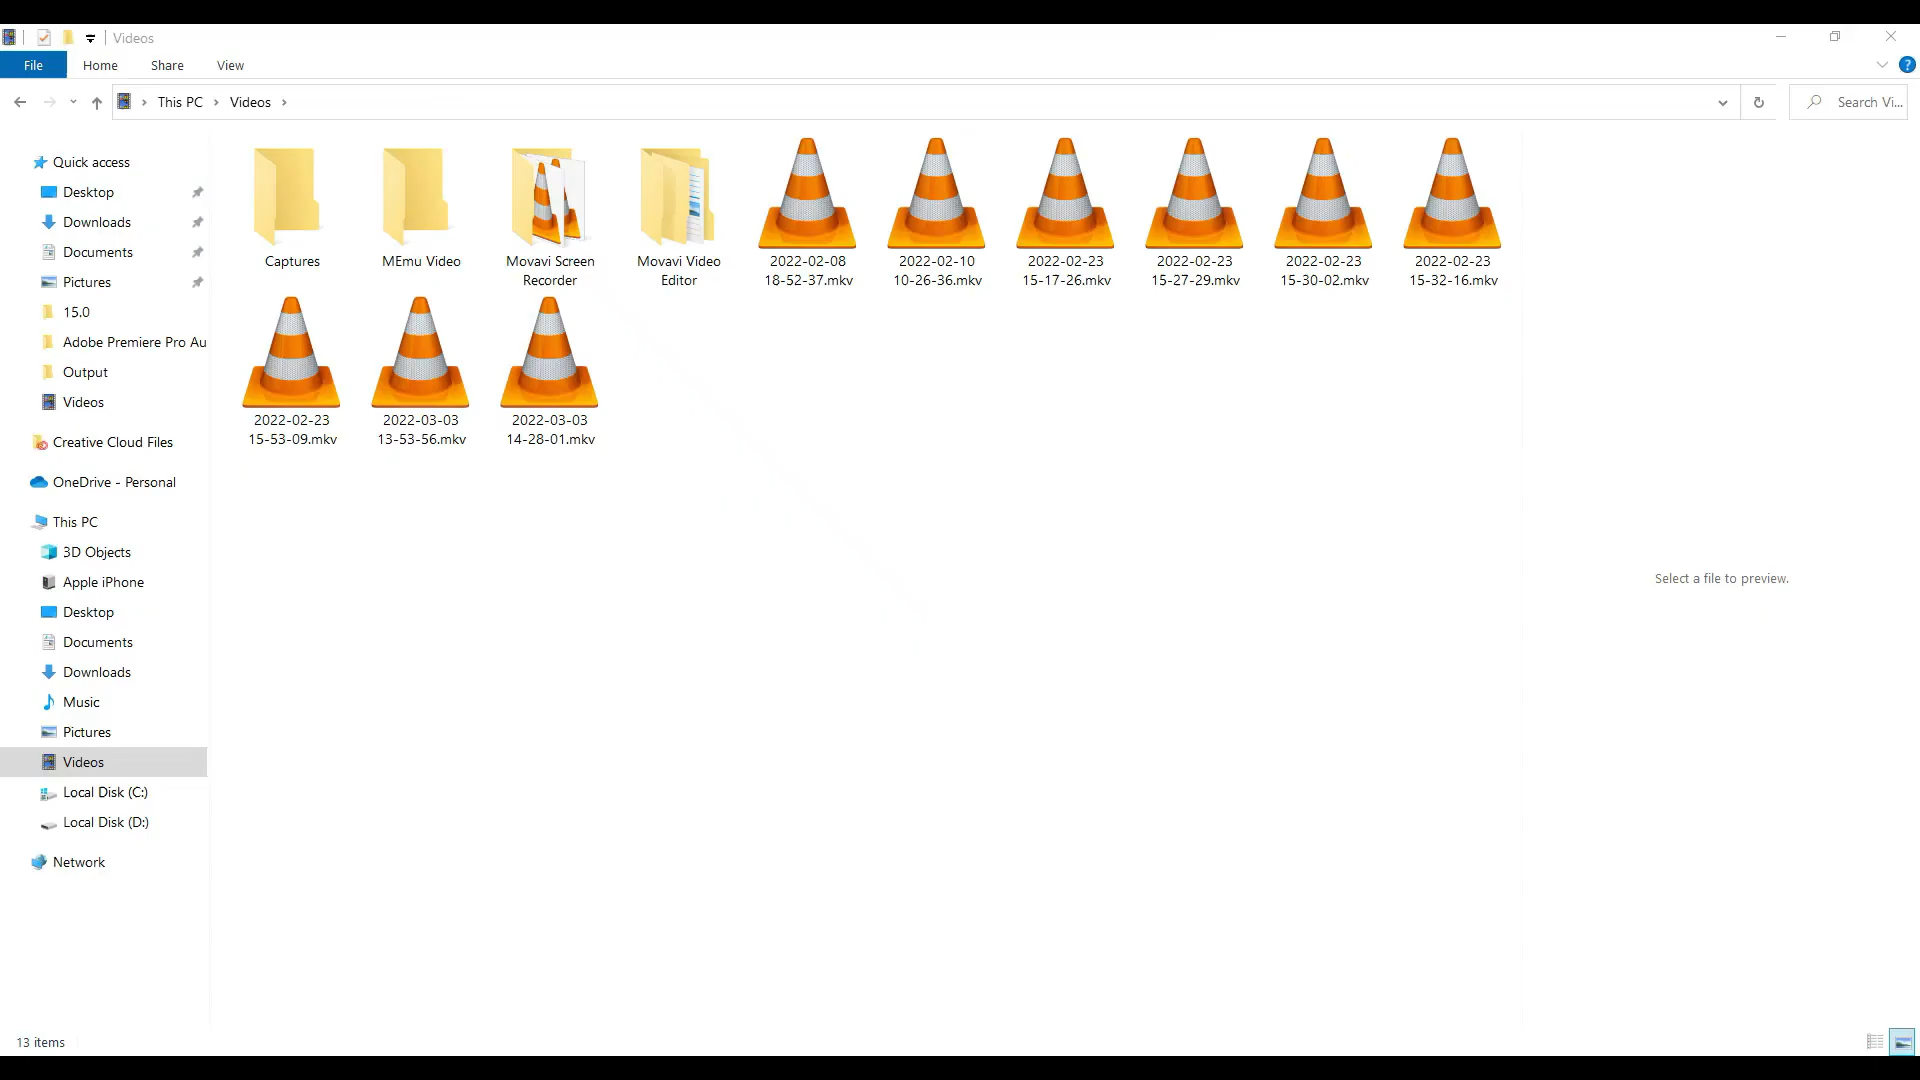 Videos
File Home Share View
This PC Videos
Search Vi...
Quick access
Desktop
Downloads
Documents
Pictures
15.0
Adobe Premiere Pro Au
Output
Videos
Creative Cloud Files
OneDrive - Personal
This PC
3D Objects
Apple iPhone
Desktop
Documents
Downloads
Music
Pictures
Videos
Local Disk (C:)
Local Disk (D:)
Network
Captures
MEmu Video
Movavi Screen
Recorder
Movavi Video
Editor
2022-02-08
18-52-37.mkv
2022-02-10
10-26-36.mkv
2022-02-23
15-17-26.mkv
2022-02-23
15-27-29.mkv
2022-02-23
15-30-02.mkv
2022-02-23
15-32-16.mkv
2022-02-23
15-53-09.mkv
2022-03-03
13-53-56.mkv
2022-03-03
14-28-01.mkv
Select a file to preview.
13 items